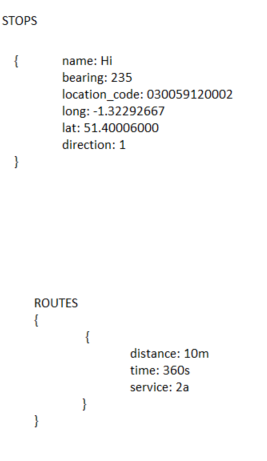 STOPS
{ name: Hi
bearing: 235
location_code: 030059120002
long: -1.32292667
lat: 51.40006000
direction: 1
}
ROUTES
{
{
distance: 10m
time: 360s
service: 2a
}
}